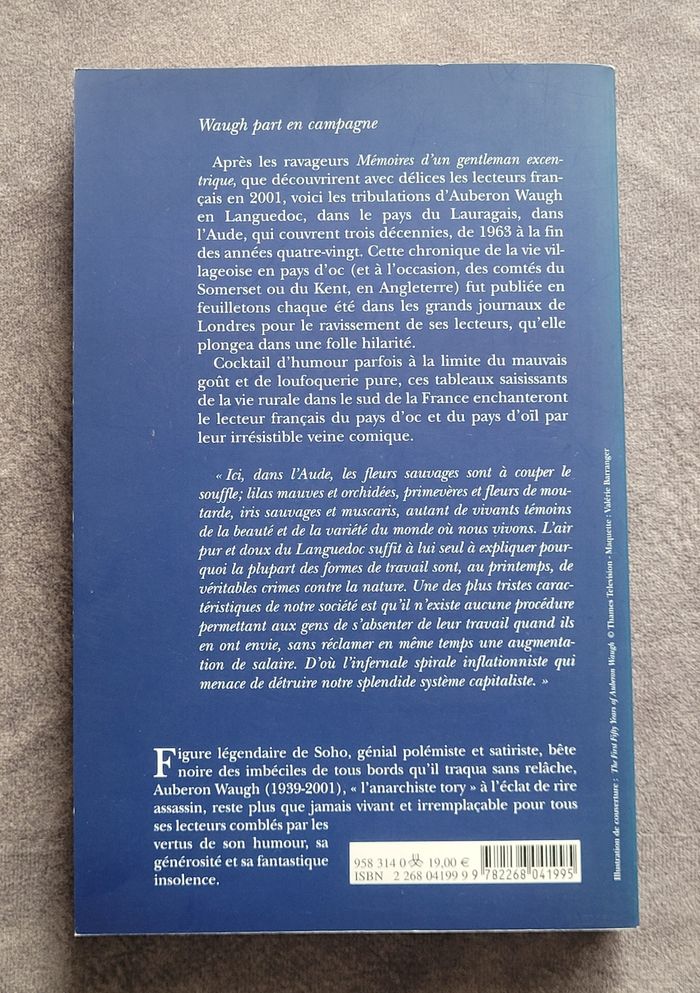 Waugh part en campagne
Après les ravageurs Mémoires d'un gentleman excen-
trique, que découvrirent avec délices les lecteurs fran-
çais en 2001, voici les tribulations d'Auberon Waugh
en Languedoc, dans le pays du Lauragais, dans
l'Aude, qui couvrent trois décennies, de 1963 à la fin
des années quatre-vingt. Cette chronique de la vie vil-
lageoise en pays d'oc (et à l'occasion, des comtés du
Somerset ou du Kent, en Angleterre) fut publiée en
feuilletons chaque été dans les grands journaux de
Londres pour le ravissement de ses lecteurs, qu'elle
plongea dans une folle hilarité.
Cocktail d'humour parfois à la limite du mauvais
goût et de loufoquerie pure, ces tableaux saisissants
de la vie rurale dans le sud de la France enchanteront
le lecteur français du pays d'oc et du pays d'oïl par
leur irrésistible veine comique.
« Ici, dans l'Aude, les fleurs sauvages sont à couper le
souffle; lilas mauves et orchidées, primevères et fleurs de mou-
tarde, iris sauvages et muscaris, autant de vivants témoins
de la beauté et de la variété du monde où nous vivons. L'air
pur et doux du Languedoc suffit à lui seul à expliquer pour-
quoi la plupart des formes de travail sont, au printemps, de
véritables crimes contre la nature. Une des plus tristes carac-
téristiques de notre société est qu'il n'existe aucune procédure
permettant aux gens de s'absenter de leur travail quand ils
en ont envie, sans réclamer en même temps une augmenta-
tion de salaire. D'où l'infernale spirale inflationniste qui
menace de détruire notre splendide système capitaliste. »
Figure légendaire de Soho, génial polémiste et satiriste, bête
noire des imbéciles de tous bords qu'il traqua sans relâche,
Auberon Waugh (1939-2001), « l'anarchiste tory » à l'éclat de rire
assassin, reste plus que jamais vivant et irremplaçable pour tous
ses lecteurs comblés par les
vertus de son humour, sa
générosité et sa fantastique
insolence.
958 314 0 19,00 €
ISBN 2 268 04199 9
9 782268 041995
Illustration de couverture : The First Fifty Years of Auberon Waugh © Thames Television - Maquette : Valérie Barranger